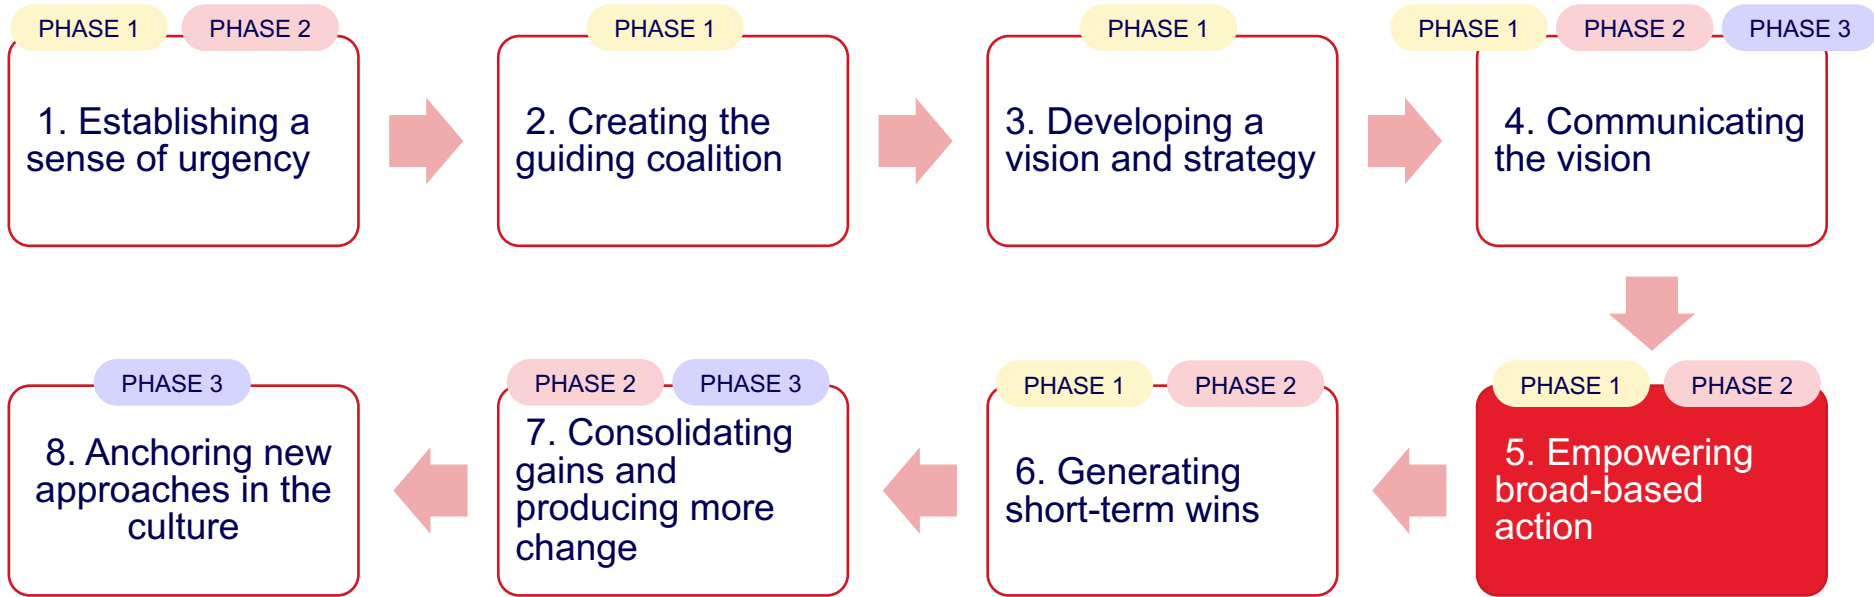 PHASE 1
PHASE 2
1. Establishing a
sense of urgency
PHASE 1
2. Creating the
guiding coalition
PHASE 1
3. Developing a
vision and strategy
PHASE 1
PHASE 2
PHASE 3
4. Communicating
the vision
PHASE 1
PHASE 2
5. Empowering
broad-based
action
PHASE 1
PHASE 2
6. Generating
short-term wins
PHASE 2
PHASE 3
7. Consolidating
gains and
producing more
change
PHASE 3
8. Anchoring new
approaches in the
culture